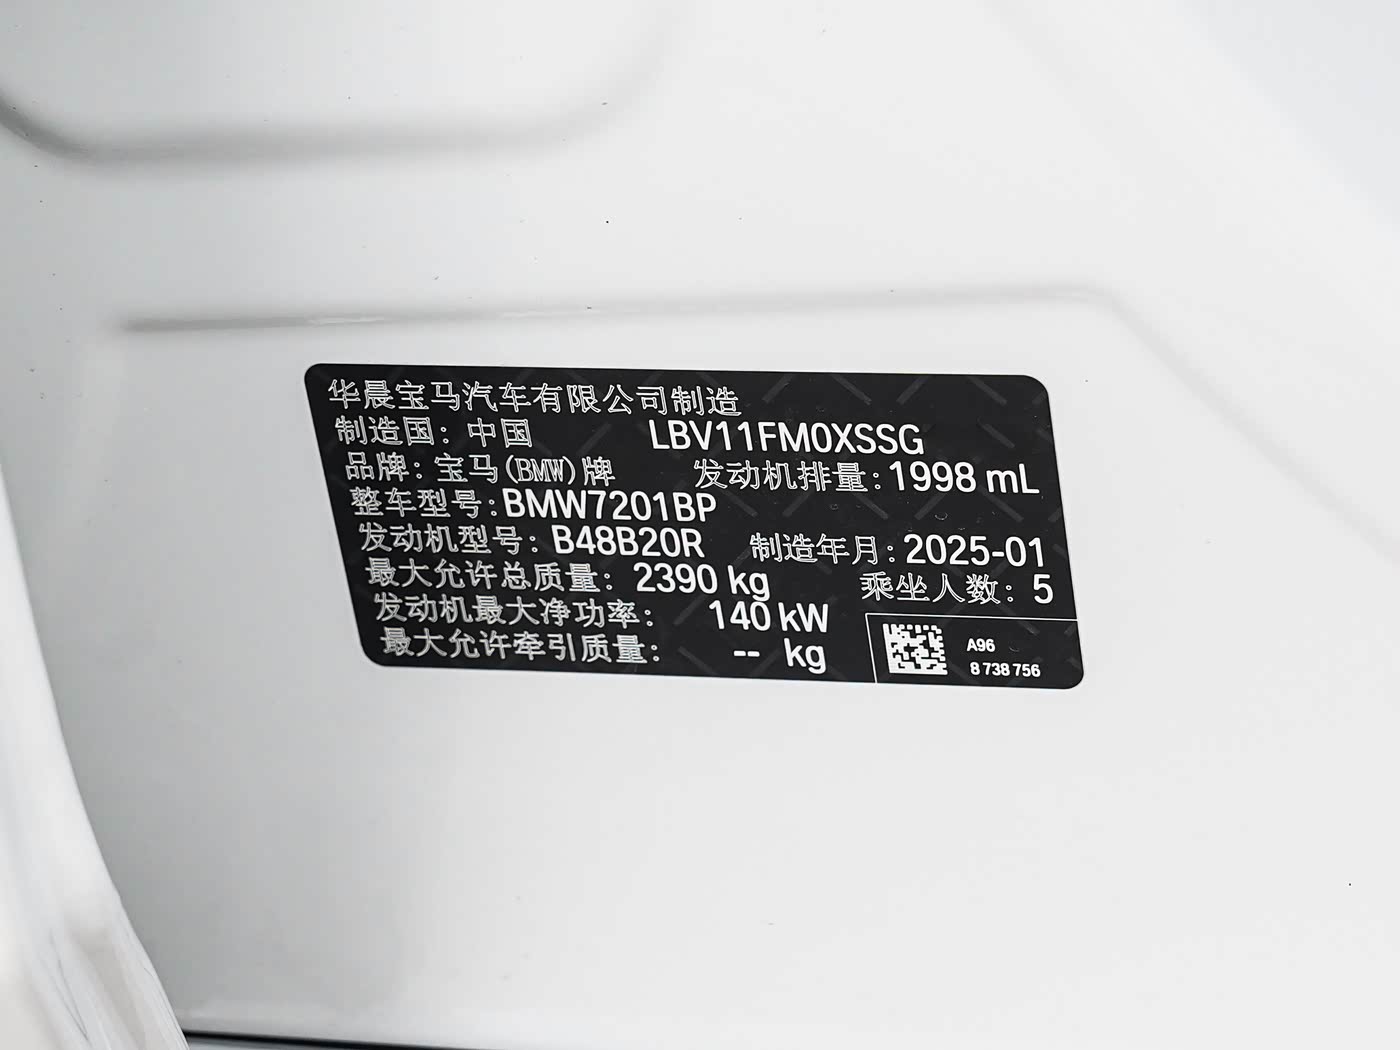 华晨宝马汽车有限公司制造
制造国：中国 LBV11FM0XSSG
品牌：宝马(BMW)牌 发动机排量：1998 mL
整车型号：BMW7201BP
发动机型号：B48B20R 制造年月：2025-01
最大允许总质量：2390 kg 乘坐人数：5
发动机最大净功率：140 kW
最大允许牵引质量：-- kg
A96
8 738 756